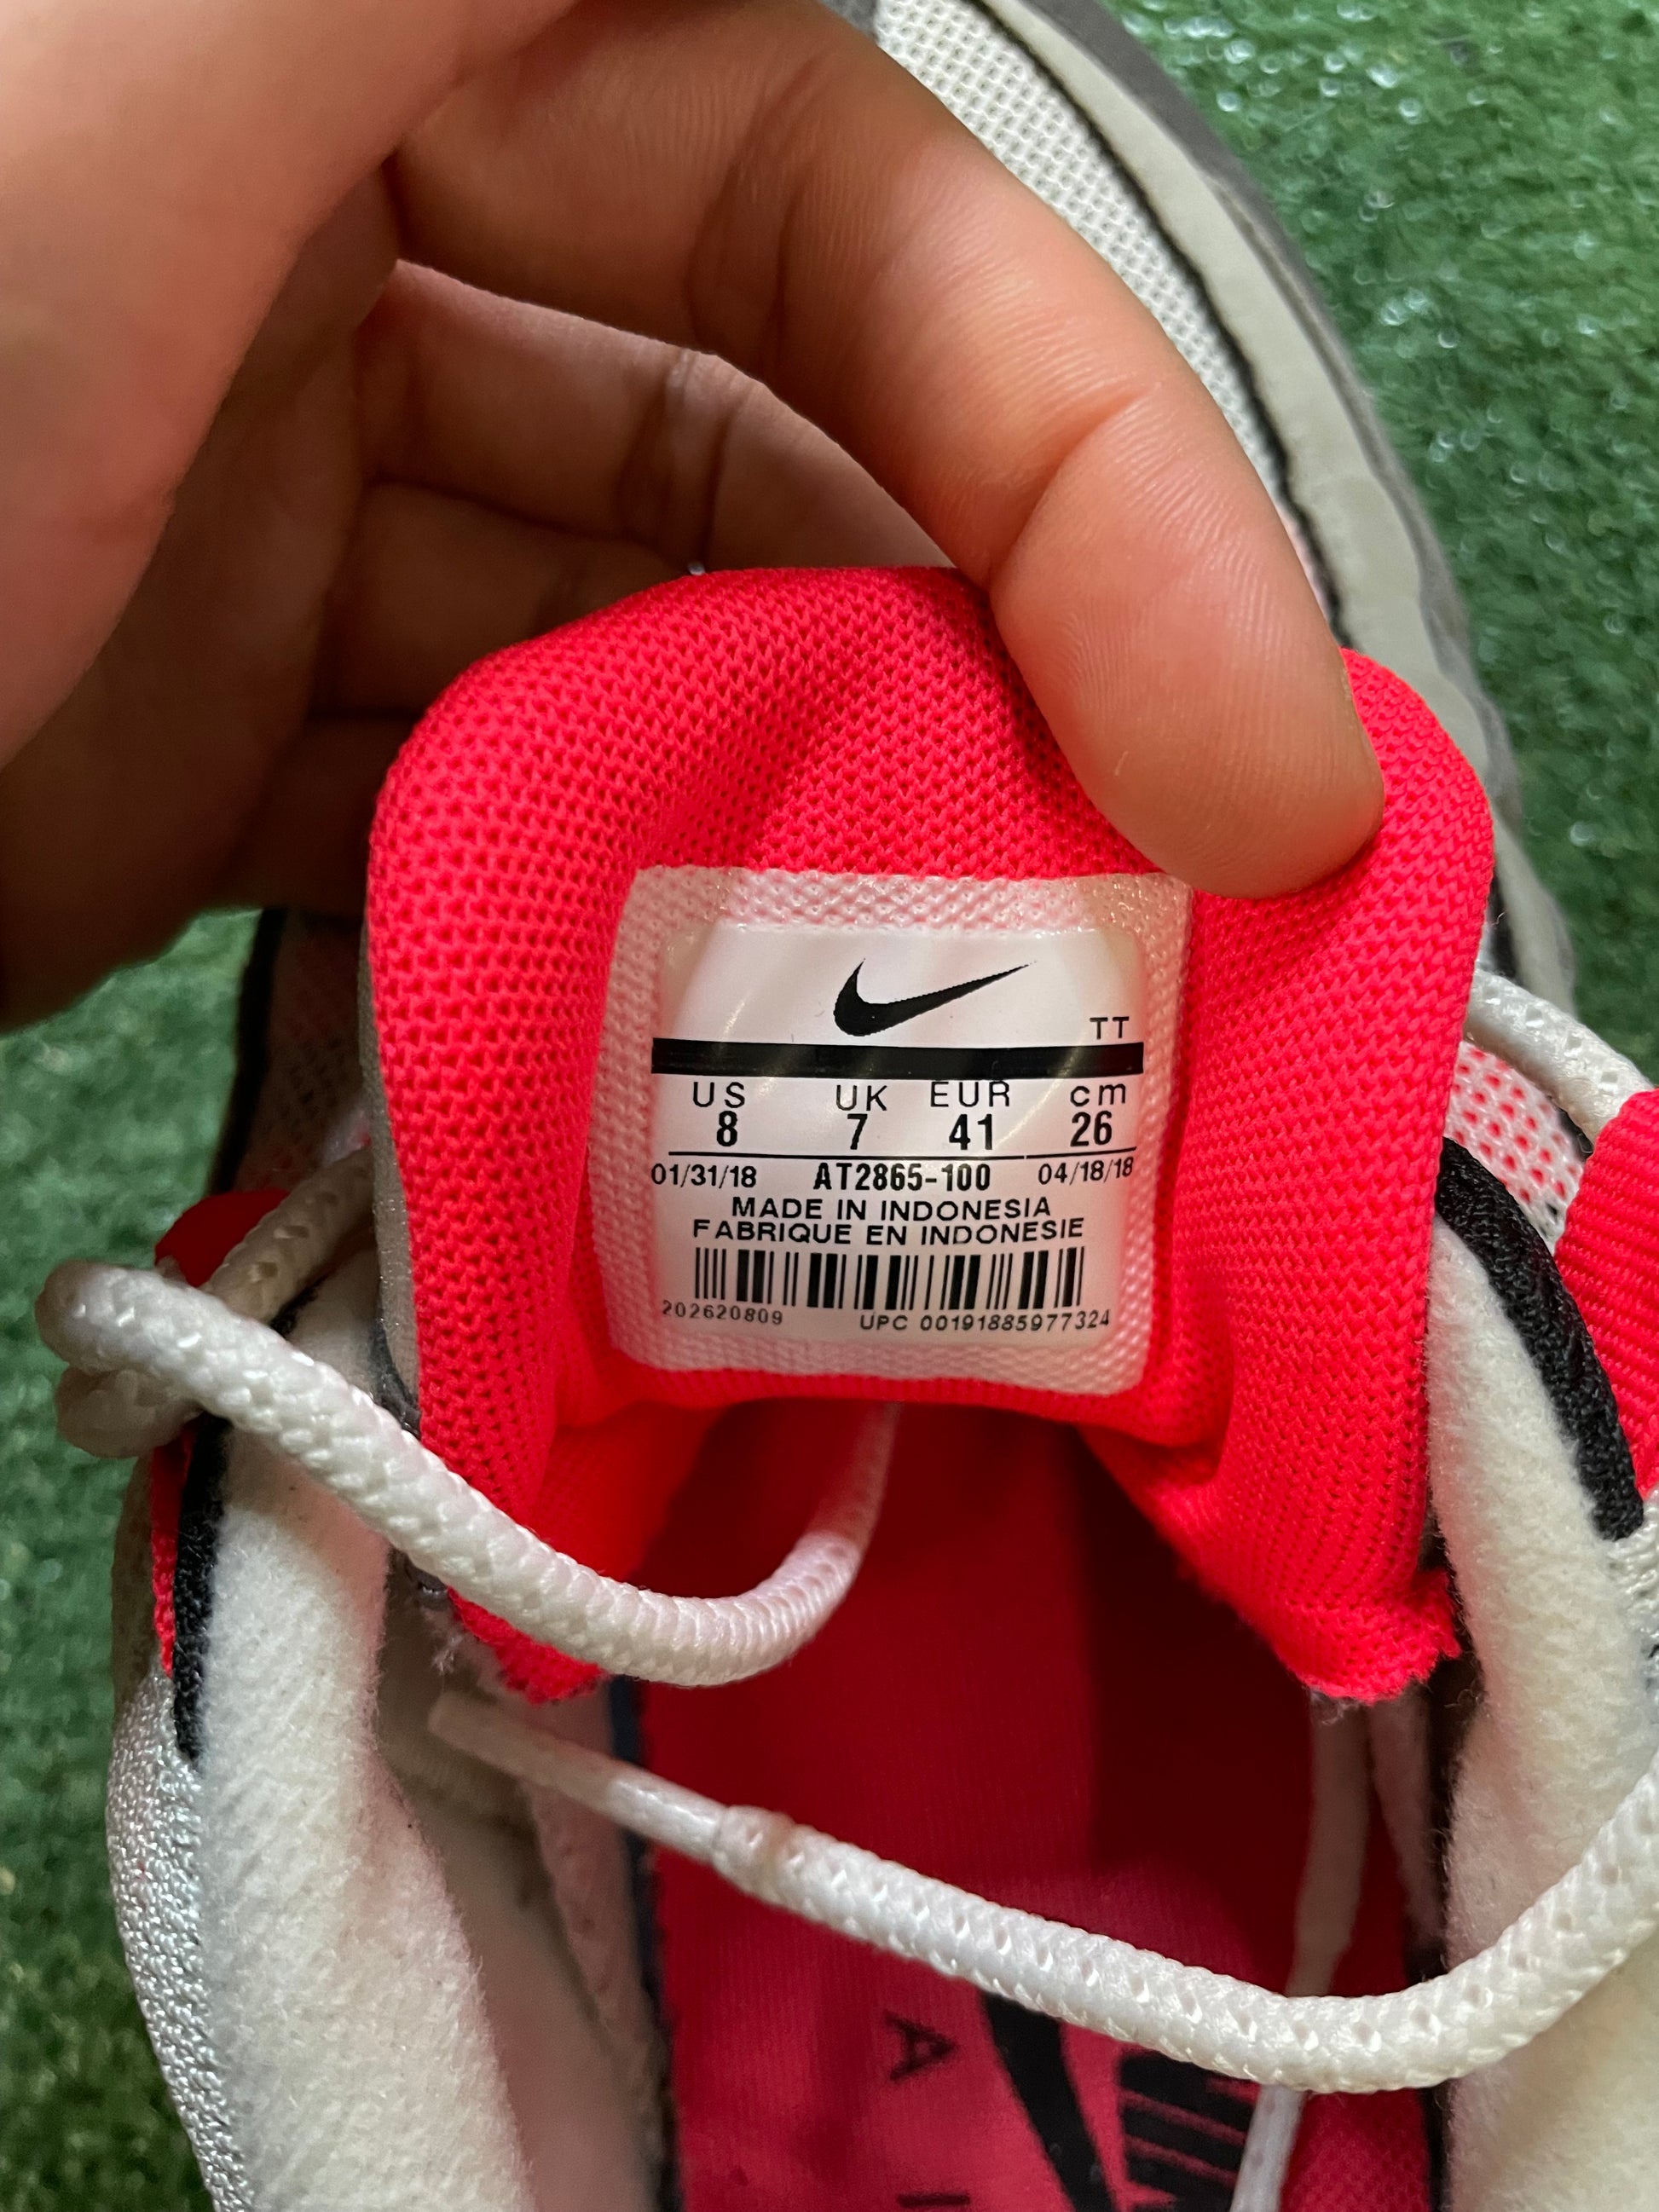 TT
US UK EUR cm
8 7 41 26
01/31/18 AT2865-100 04/18/18
MADE IN INDONESIA
FABRIQUE EN INDONESIE
202620809 UPC 00191885977324